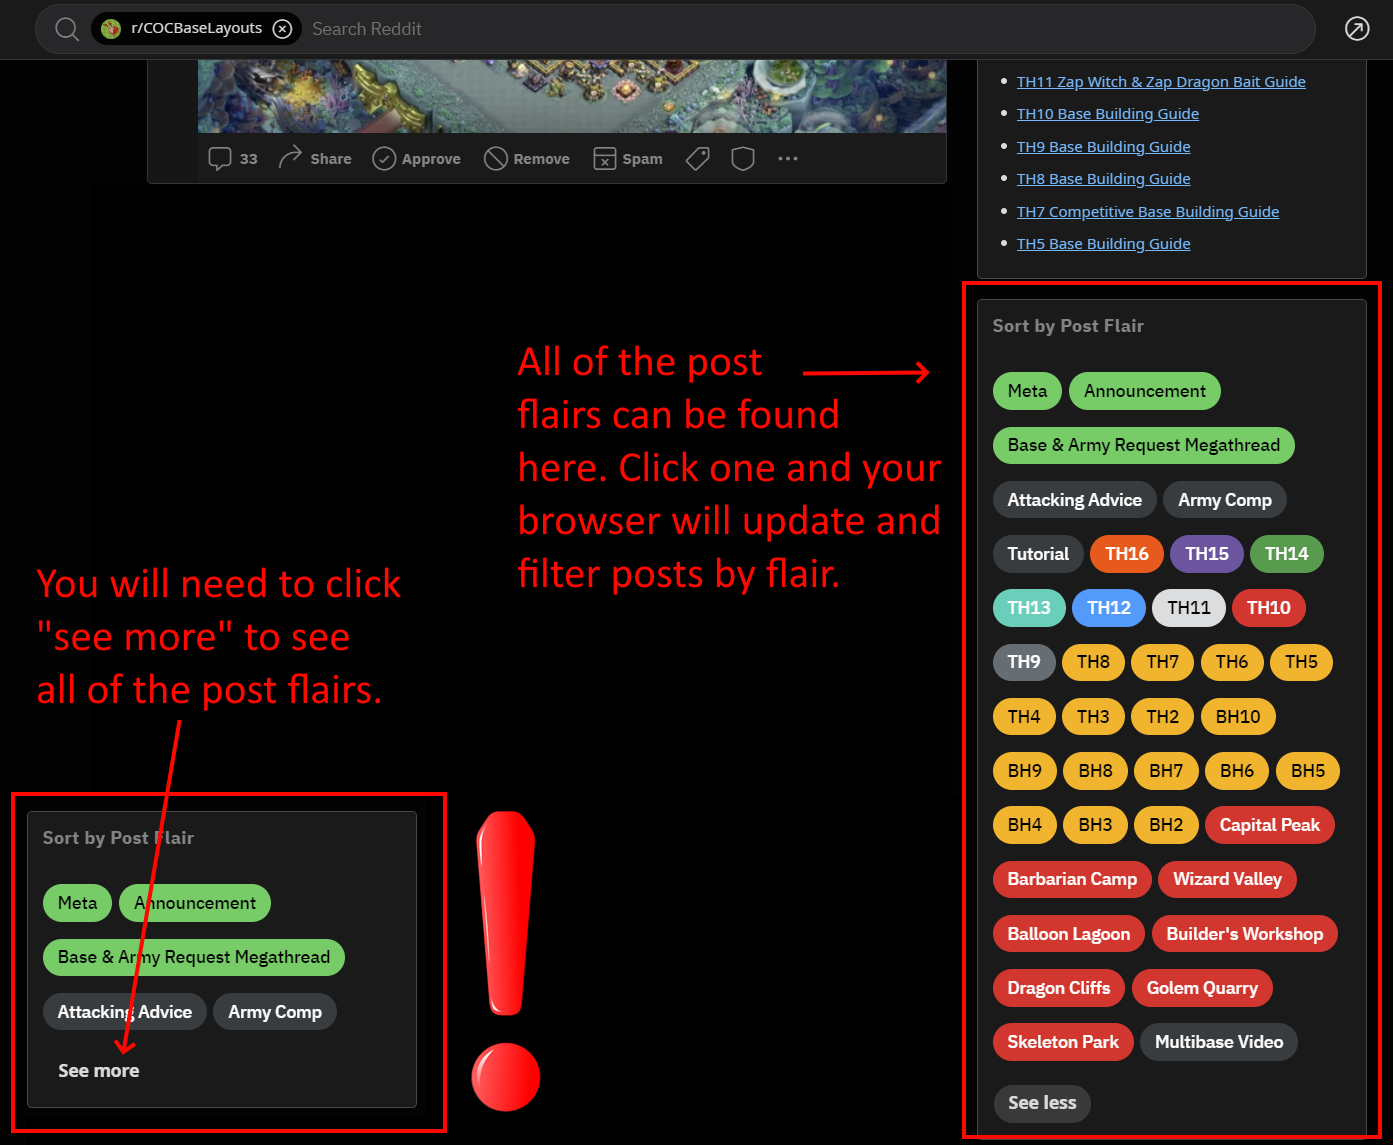 r/COCBaseLayouts Search Reddit
33 Share Approve Remove Spam
TH11 Zap Witch & Zap Dragon Bait Guide
TH10 Base Building Guide
TH9 Base Building Guide
TH8 Base Building Guide
TH7 Competitive Base Building Guide
TH5 Base Building Guide
All of the post
flairs can be found
here. Click one and your
browser will update and
filter posts by flair.
Sort by Post Flair
Meta Announcement
Base & Army Request Megathread
Attacking Advice Army Comp
Tutorial TH16 TH15 TH14
TH13 TH12 TH11 TH10
TH9 TH8 TH7 TH6 TH5
TH4 TH3 TH2 BH10
BH9 BH8 BH7 BH6 BH5
BH4 BH3 BH2 Capital Peak
Barbarian Camp Wizard Valley
Balloon Lagoon Builder's Workshop
Dragon Cliffs Golem Quarry
Skeleton Park Multibase Video
See less
You will need to click
"see more" to see
all of the post flairs.
Sort by Post Flair
Meta Announcement
Base & Army Request Megathread
Attacking Advice Army Comp
See more